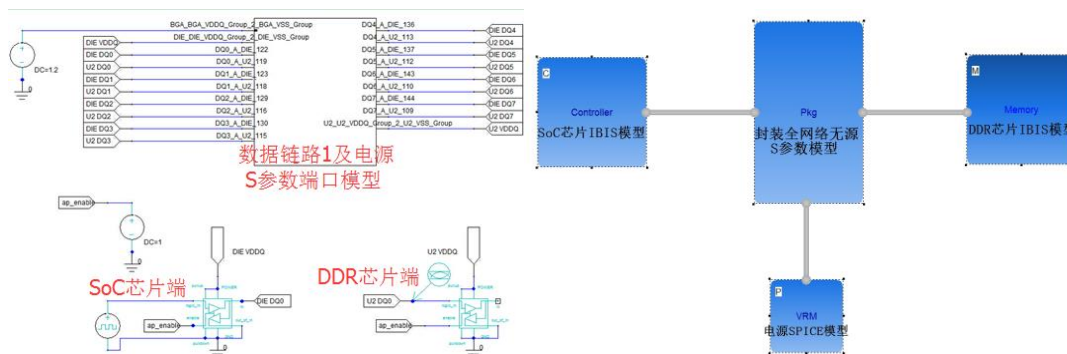 BGA_BGA_VDDQ_Group_2_BGA_VSS_Group
DIE_DIE_VDDQ_Group_2_DIE_VSS_Group
DIE VDDQ
DIE DQ0
DQ0_A_DIE_122
U2 DQ0
DQ0_A_U2_119
DIE DQ1
DQ1_A_DIE_123
U2 DQ1
DQ1_A_U2_118
DIE DQ2
DQ2_A_DIE_129
U2 DQ2
DQ2_A_U2_116
DIE DQ3
DQ3_A_DIE_130
U2 DQ3
DQ3_A_U2_115
DC=1.2
0
DQ4_A_DIE_136
DIE DQ4
DQ4_A_U2_113
U2 DQ4
DQ5_A_DIE_137
DIE DQ5
DQ5_A_U2_112
U2 DQ5
DQ6_A_DIE_143
DIE DQ6
DQ6_A_U2_110
U2 DQ6
DQ7_A_DIE_144
DIE DQ7
DQ7_A_U2_109
U2 DQ7
U2_U2_VDDQ_Group_2_U2_VSS_Group
U2 VDDQ
数据链路1及电源
S参数端口模型
ap_enable
DC=1
0
DIE VDDQ
SoC芯片端
DIE DQ0
ap_enable
0
U2 VDDQ
DDR芯片端
U2 DQ0
ap_enable
0
C
Controller
SoC芯片IBIS模型
Pkg
封装全网络无源
S参数模型
M
Memory
DDR芯片IBIS模型
P
VRM
电源SPICE模型